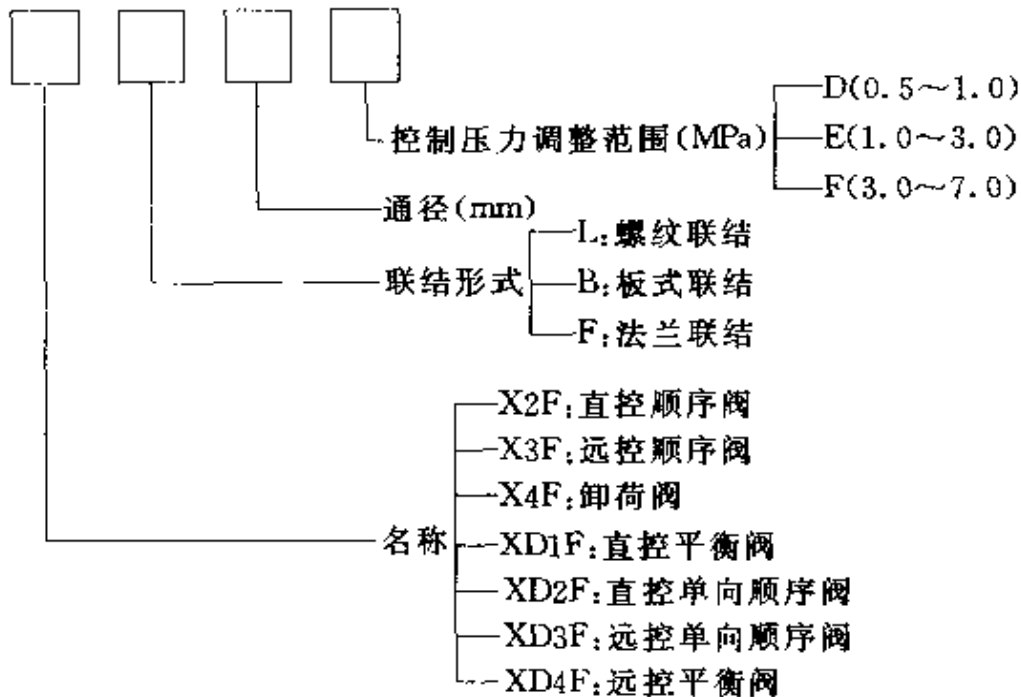 控制压力调整范围(MPa)
D(0.5～1.0)
E(1.0～3.0)
F(3.0～7.0)
通径(mm)
联结形式
L:螺纹联结
B:板式联结
F:法兰联结
名称
X2F:直控顺序阀
X3F:远控顺序阀
X4F:卸荷阀
XD1F:直控平衡阀
XD2F:直控单向顺序阀
XD3F:远控单向顺序阀
XD4F:远控平衡阀